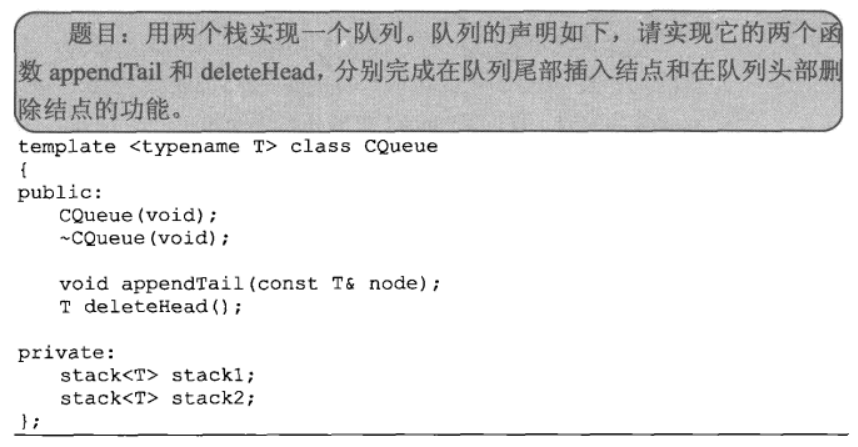 题目：用两个栈实现一个队列。队列的声明如下，请实现它的两个函
数 appendTail 和 deleteHead，分别完成在队列尾部插入结点和在队列头部删
除结点的功能。
template <typename T> class CQueue
{
public:
    CQueue(void);
    ~CQueue(void);
    void appendTail(const T& node);
    T deleteHead();
private:
    stack<T> stack1;
    stack<T> stack2;
};